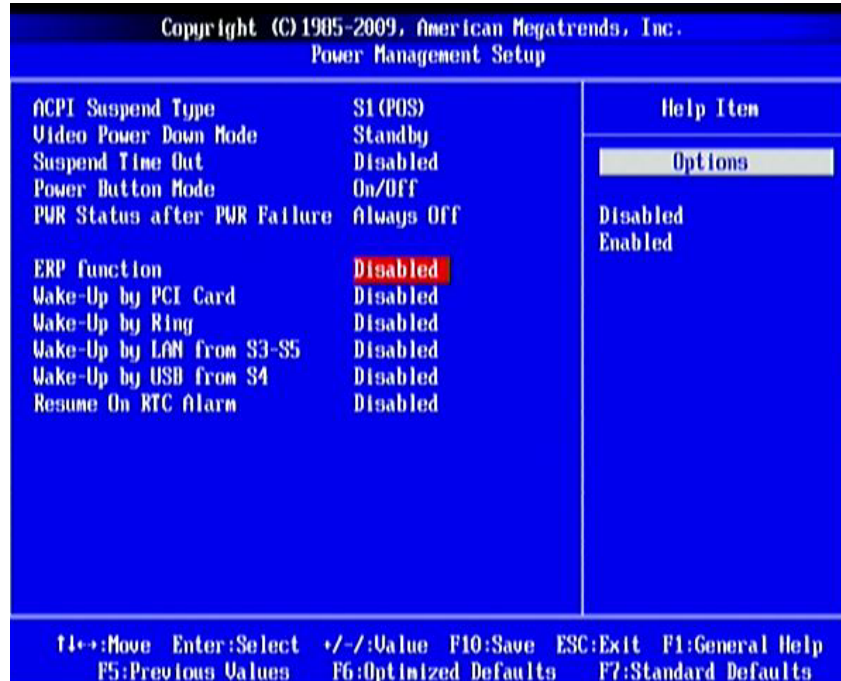 Copyright (C)1985-2009, American Megatrends, Inc.
Power Management Setup
ACPI Suspend Type S1(POS)
Video Power Down Mode Standby
Suspend Time Out Disabled
Power Button Mode On/Off
PWR Status after PWR Failure Always Off
ERP function Disabled
Wake-Up by PCI Card Disabled
Wake-Up by Ring Disabled
Wake-Up by LAN from S3-S5 Disabled
Wake-Up by USB from S4 Disabled
Resume On RTC Alarm Disabled
Help Item
Options
Disabled
Enabled
↑↓←→:Move Enter:Select +/-/:Value F10:Save ESC:Exit F1:General Help
F5:Previous Values F6:Optimized Defaults F7:Standard Defaults